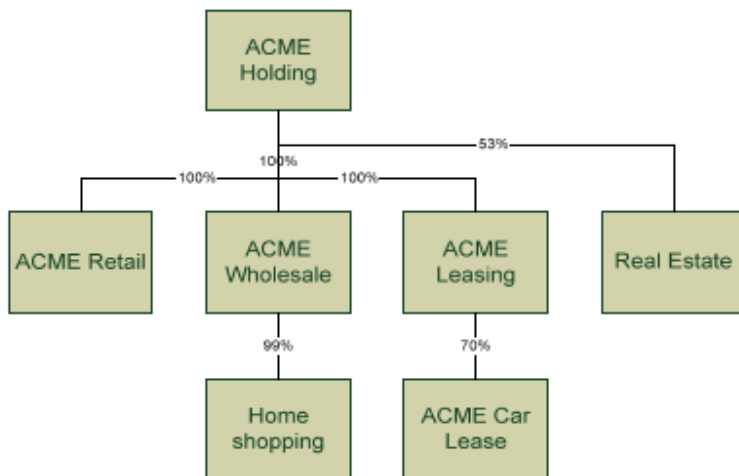 ACME
Holding
53%
100%
100%
100%
ACME Retail
ACME
Wholesale
ACME
Leasing
Real Estate
99%
70%
Home
shopping
ACME Car
Lease